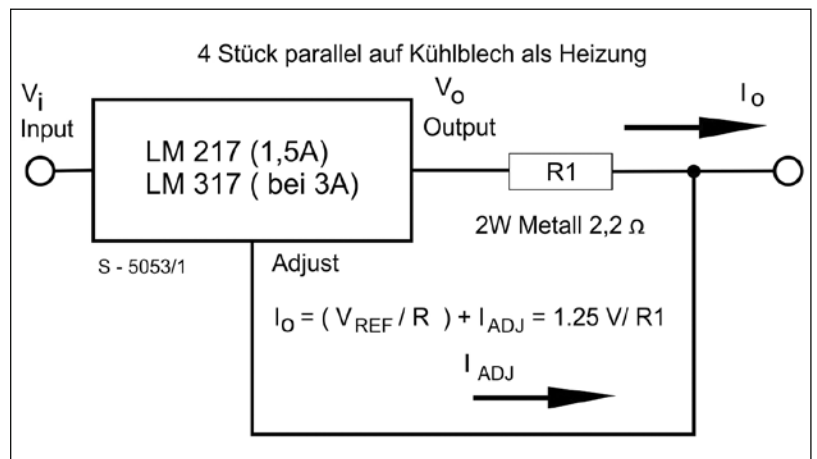 4 Stück parallel auf Kühlblech als Heizung
Vi
Input
LM 217 (1,5A)
LM 317 ( bei 3A)
VO
Output
IO
R1
2W Metall 2,2 Ω
S - 5053/1
Adjust
IO = ( VREF / R ) + IADJ = 1.25 V/ R1
IADJ